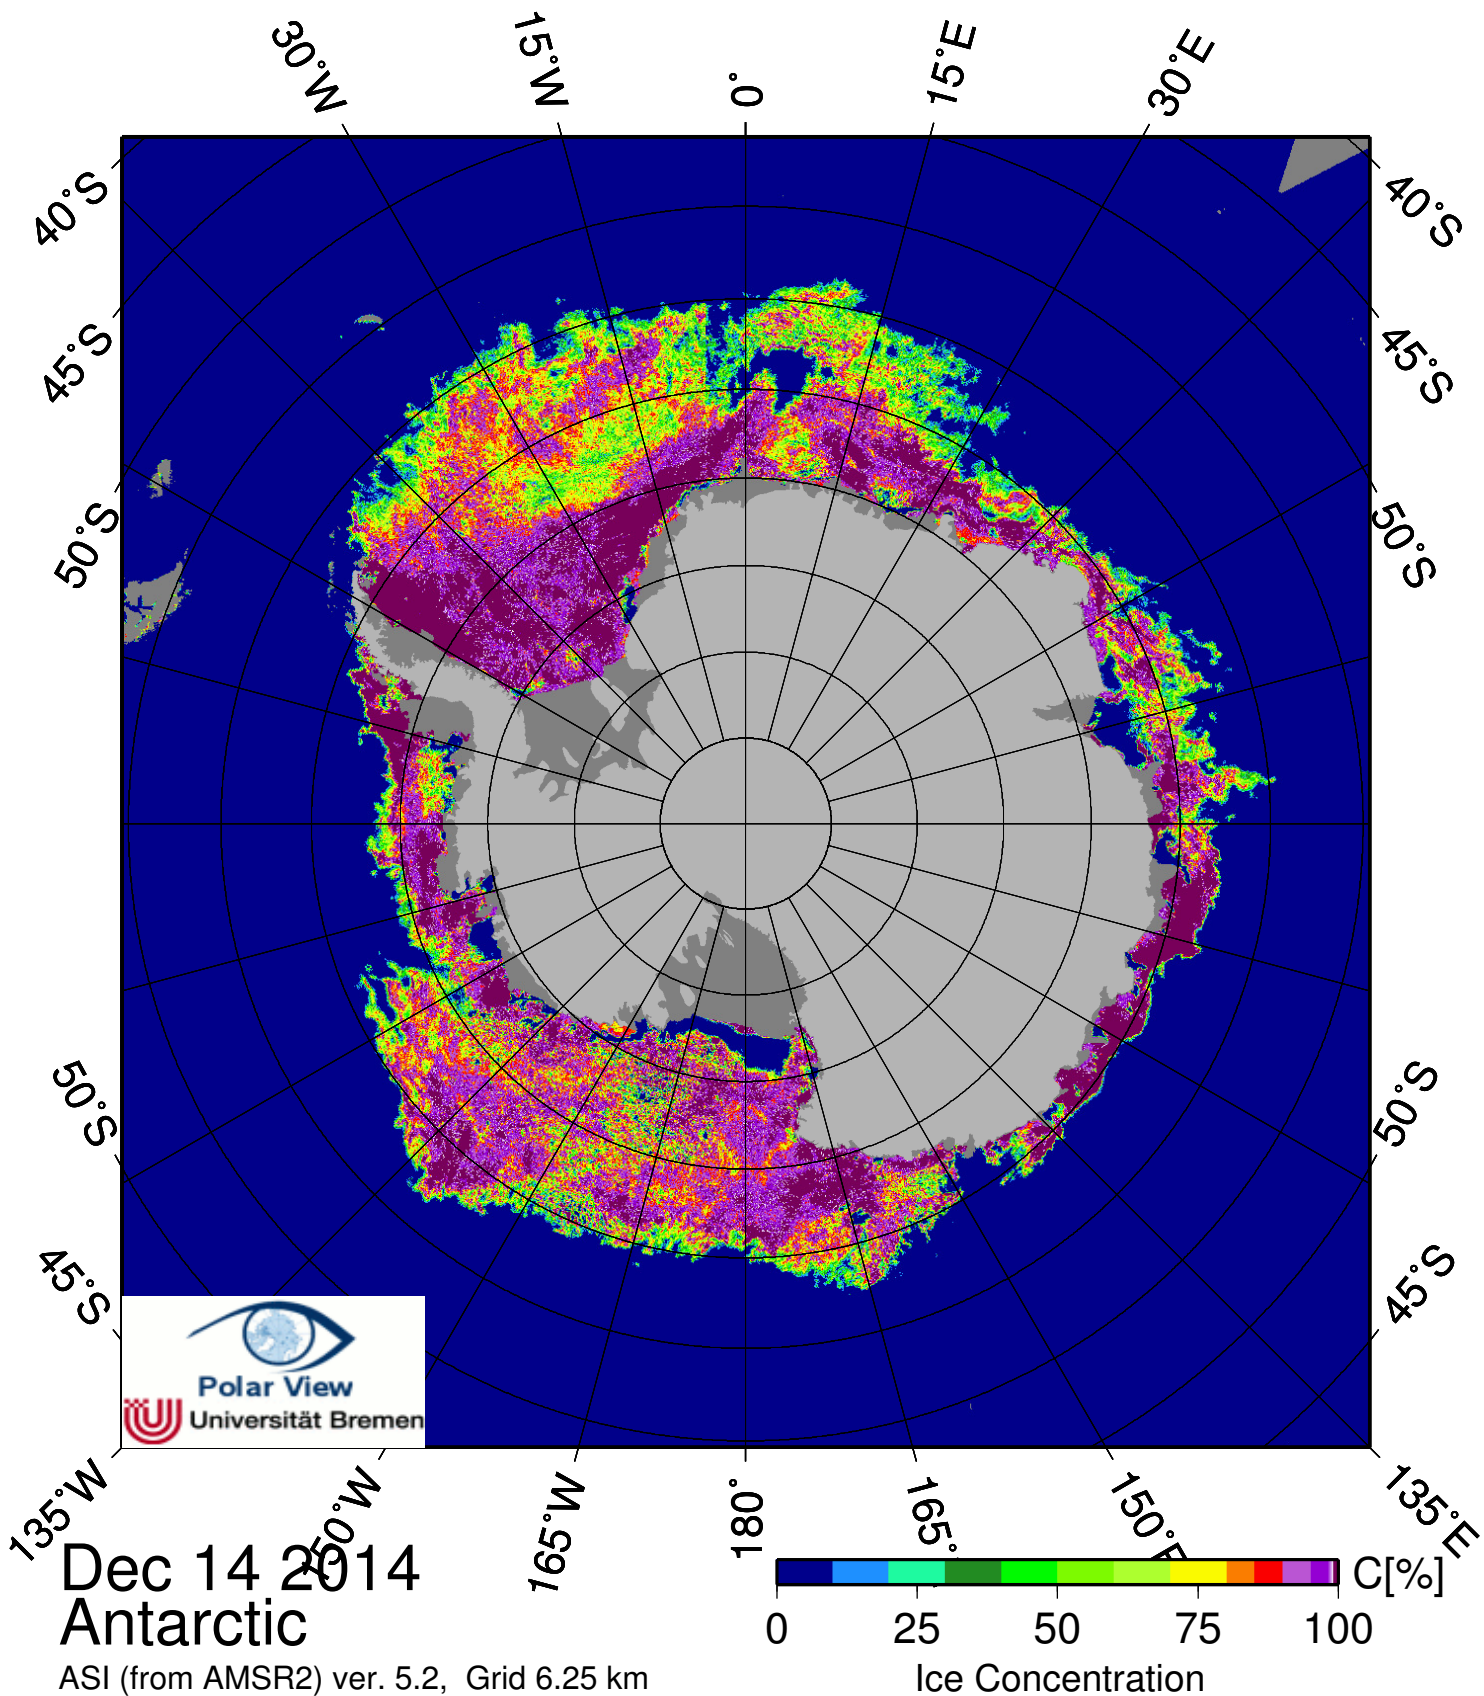 30°W 15°W 0° 15°E 30°E
40°S 40°S
45°S 45°S
50°S 50°S
50°S 50°S
45°S 45°S
Polar View
Universität Bremen
135°W 150°W 165°W 180° 165° 150°E 135°E
Dec 14 2014
Antarctic
ASI (from AMSR2) ver. 5.2, Grid 6.25 km
C[%]
0 25 50 75 100
Ice Concentration